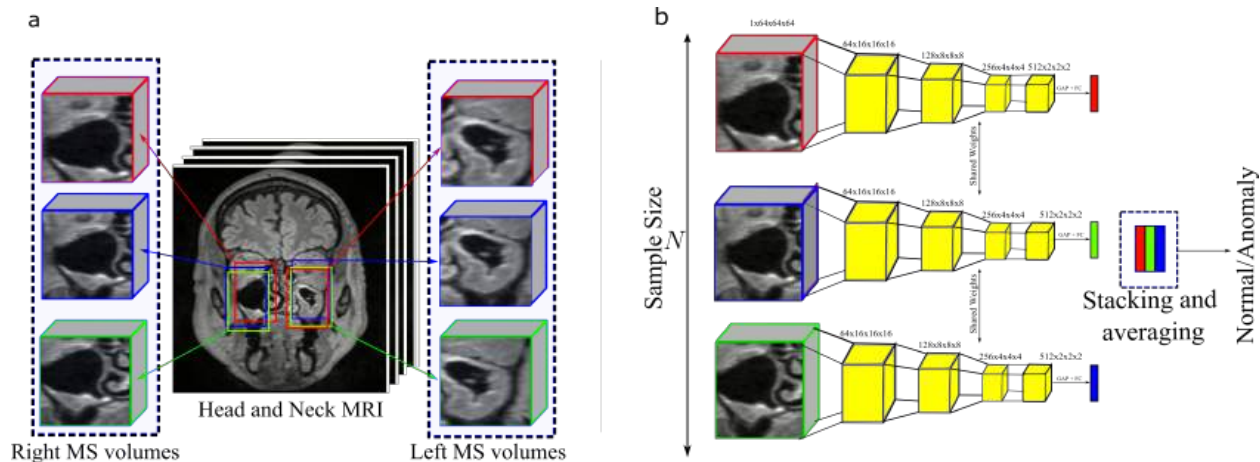 a
Head and Neck MRI
Right MS volumes
Left MS volumes
b
Sample Size
N
1x64x64x64
64x16x16x16
128x8x8x8
256x4x4x4
512x2x2x2
GAP + FC
Shared Weights
64x16x16x16
128x8x8x8
256x4x4x4
512x2x2x2
GAP + FC
Shared Weights
64x16x16x16
128x8x8x8
256x4x4x4
512x2x2x2
GAP + FC
Stacking and
averaging
Normal/Anomaly